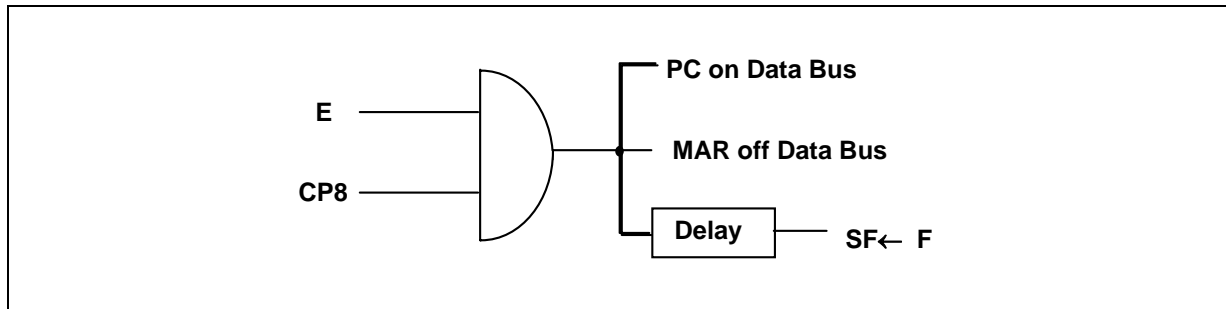 PC on Data Bus
E
MAR off Data Bus
CP8
Delay
SF← F